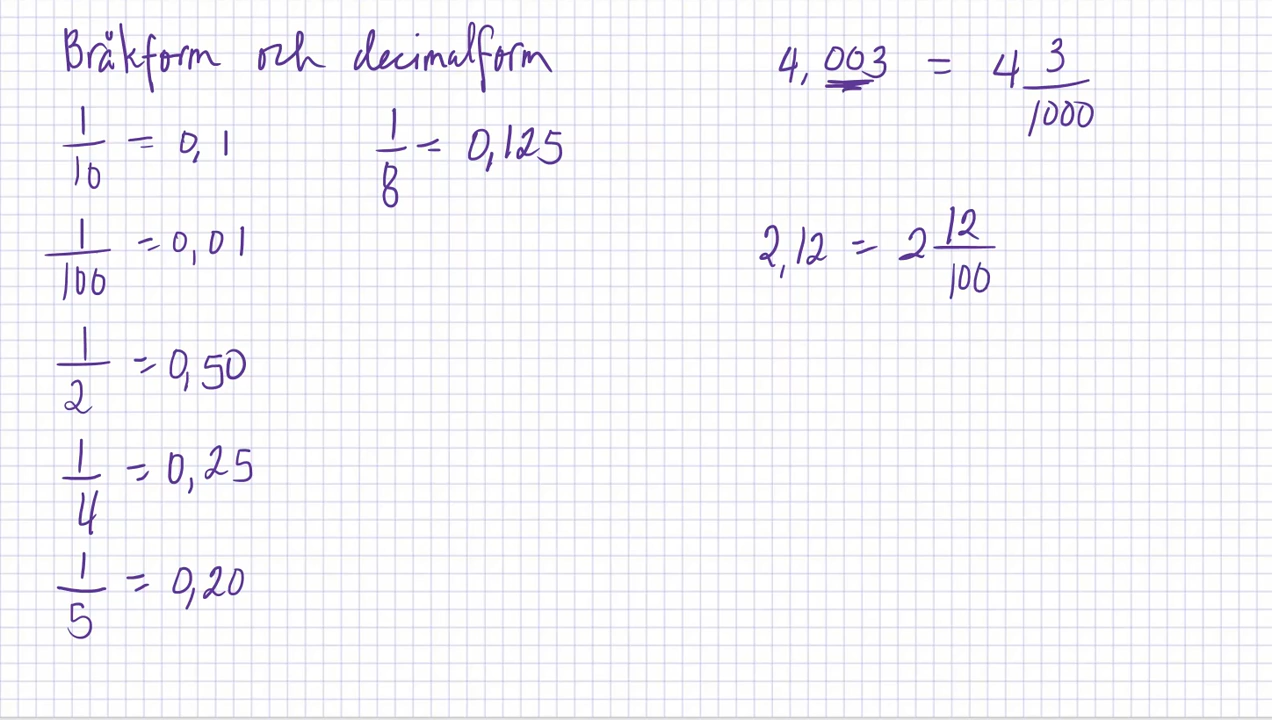 Bråkform och decimalform
1/10 = 0,1
1/100 = 0,01
1/2 = 0,50
1/4 = 0,25
1/5 = 0,20
1/8 = 0,125
4,003 = 4 3/1000
2,12 = 2 12/100